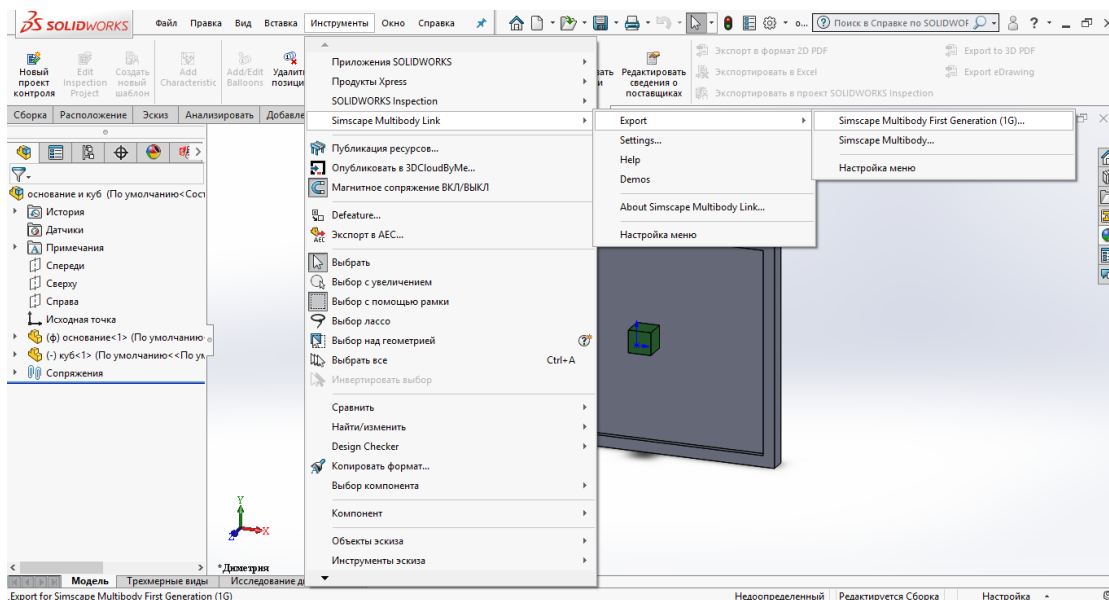 SOLIDWORKS
Файл Правка Вид Вставка Инструменты Окно Справка
Поиск в Справке по SOLIDWOR
Новый проект контроля
Edit Inspection Project
Создать новый шаблон
Add Characteristic
Add/Edit Balloons
Удалит позици
Редактировать сведения о поставщиках
Экспорт в формат 2D PDF
Экспортировать в Excel
Экспортировать в проект SOLIDWORKS Inspection
Export to 3D PDF
Export eDrawing
Сборка Расположение Эскиз Анализировать Добавле
основание и куб (По умолчанию<Сост
История
Датчики
Примечания
Спереди
Сверху
Справа
Исходная точка
(ф) основание<1> (По умолчанию
(-) куб<1> (По умолчанию<<По ум
Сопряжения
Приложения SOLIDWORKS
Продукты Xpress
SOLIDWORKS Inspection
Simscape Multibody Link
Публикация ресурсов...
Опубликовать в 3DCloudByMe...
Магнитное сопряжение ВКЛ/ВЫКЛ
Defeature...
Экспорт в AEC...
Выбрать
Выбор с увеличением
Выбор с помощью рамки
Выбор лассо
Выбор над геометрией
Выбрать все Ctrl+A
Инвертировать выбор
Сравнить
Найти/изменить
Design Checker
Копировать формат...
Выбор компонента
Компонент
Объекты эскиза
Инструменты эскиза
Export
Settings...
Help
Demos
About Simscape Multibody Link...
Настройка меню
Simscape Multibody First Generation (1G)...
Simscape Multibody...
Настройка меню
Y
X
Z
*Диметрия
Модель Трехмерные виды Исследование д
Export for Simscape Multibody First Generation (1G)
Недоопределенный Редактируется Сборка Настройка